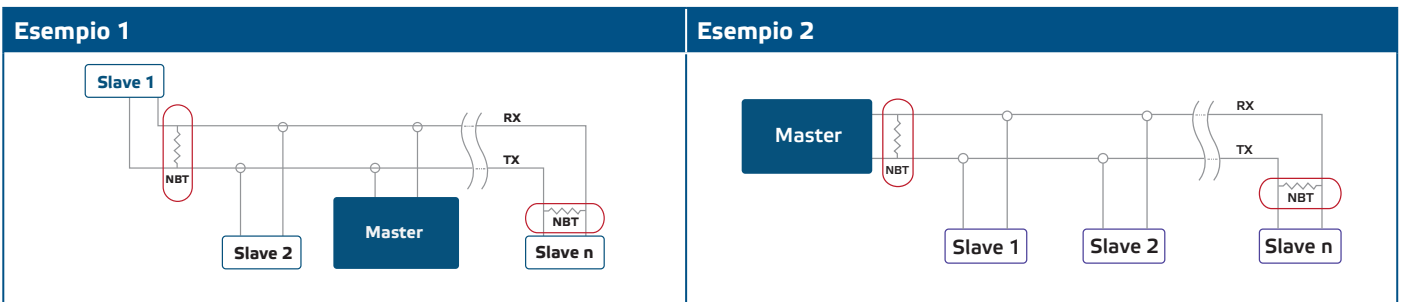 Esempio 1
Slave 1
RX
TX
NBT
NBT
Master
Slave 2
Slave n
Esempio 2
RX
Master
TX
NBT
NBT
Slave 1
Slave 2
Slave n